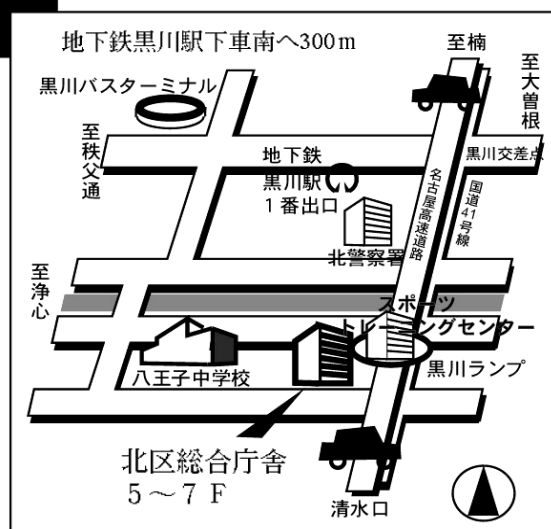 地下鉄黒川駅下車南へ300m
至楠
至大曽根
黒川バスターミナル
至秩父通
地下鉄
黒川駅
1番出口
黒川交差点
名古屋高速道路
国道41号線
北警察署
至浄心
スポーツ
トレーニングセンター
八王子中学校
黒川ランプ
北区総合庁舎
5～7 F
清水口